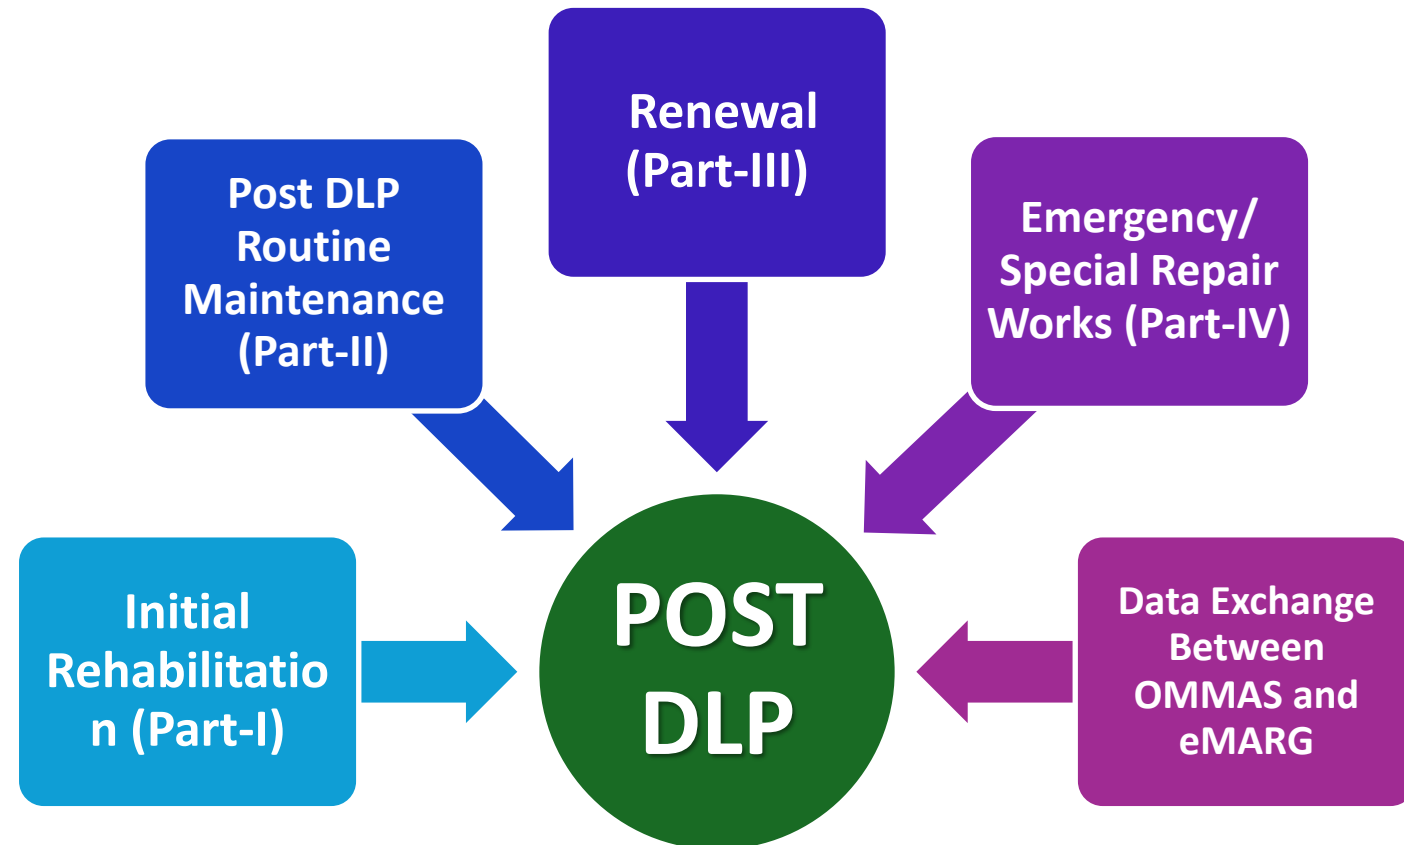 Renewal
(Part-III)
Post DLP
Routine
Maintenance
(Part-II)
Emergency/
Special Repair
Works (Part-IV)
Initial
Rehabilitatio
n (Part-I)
POST
DLP
Data Exchange
Between
OMMAS and
eMARG